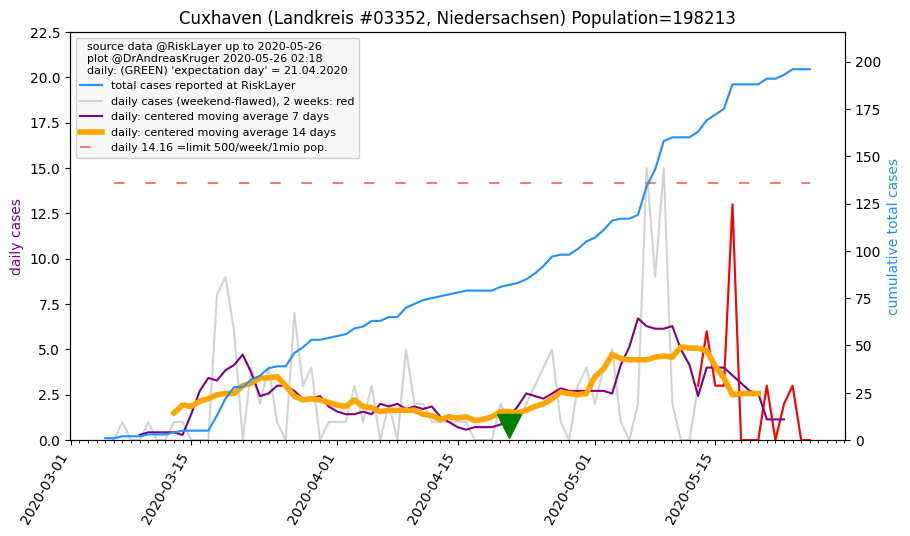 Cuxhaven (Landkreis #03352, Niedersachsen) Population=198213
source data @RiskLayer up to 2020-05-26
plot @DrAndreasKruger 2020-05-26 02:18
daily: (GREEN) 'expectation day' = 21.04.2020
total cases reported at RiskLayer
daily cases (weekend-flawed), 2 weeks: red
daily: centered moving average 7 days
daily: centered moving average 14 days
daily 14.16 =limit 500/week/1mio pop.
daily cases
22.5
20.0
17.5
15.0
12.5
10.0
7.5
5.0
2.5
0.0
200
175
150
125
100
75
50
25
0
cumulative total cases
2020-03-01
2020-03-15
2020-04-01
2020-04-15
2020-05-01
2020-05-15